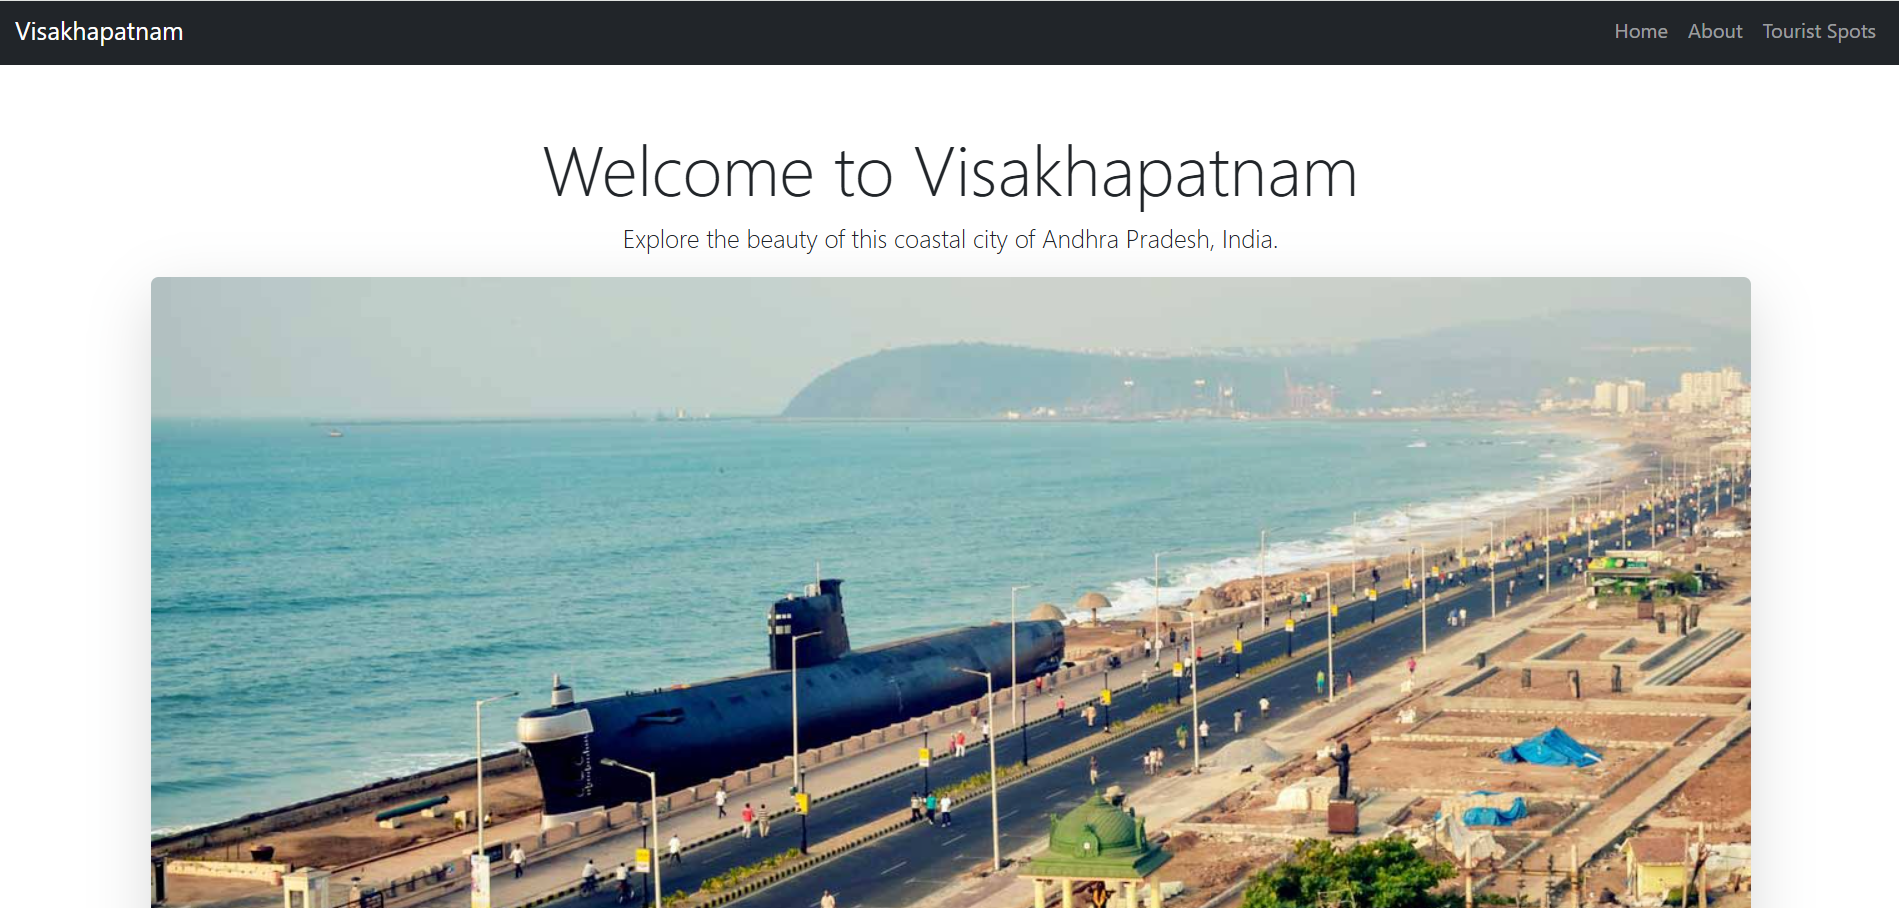 Visakhapatnam
Home About Tourist Spots
Welcome to Visakhapatnam
Explore the beauty of this coastal city of Andhra Pradesh, India.